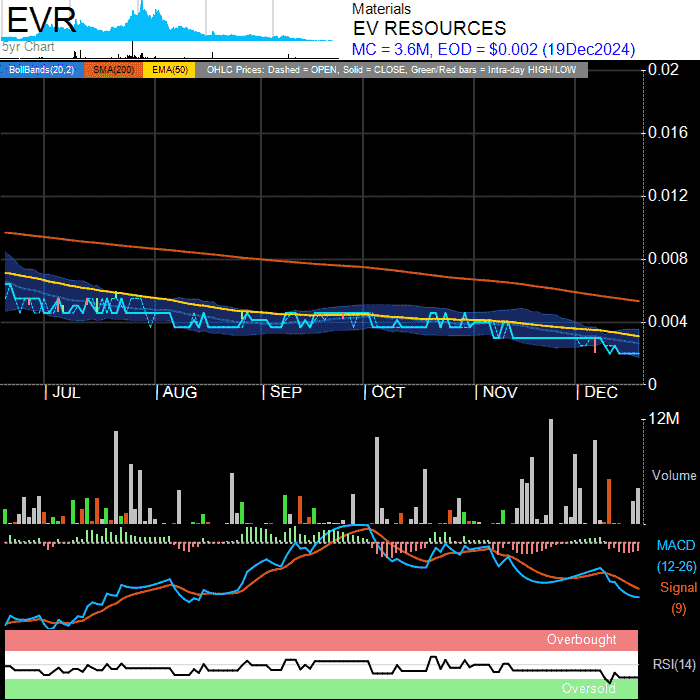 EVR
5yr Chart
Materials
EV RESOURCES
MC = 3.6M, EOD = $0.002 (19Dec2024)
BollBands(20,2) SMA(200) EMA(50) OHLC Prices: Dashed = OPEN, Solid = CLOSE, Green/Red bars = Intra-day HIGH/LOW
0.02
0.016
0.012
0.008
0.004
0
JUL AUG SEP OCT NOV DEC
12M
Volume
MACD
(12-26)
Signal
(9)
Overbought
RSI(14)
Oversold